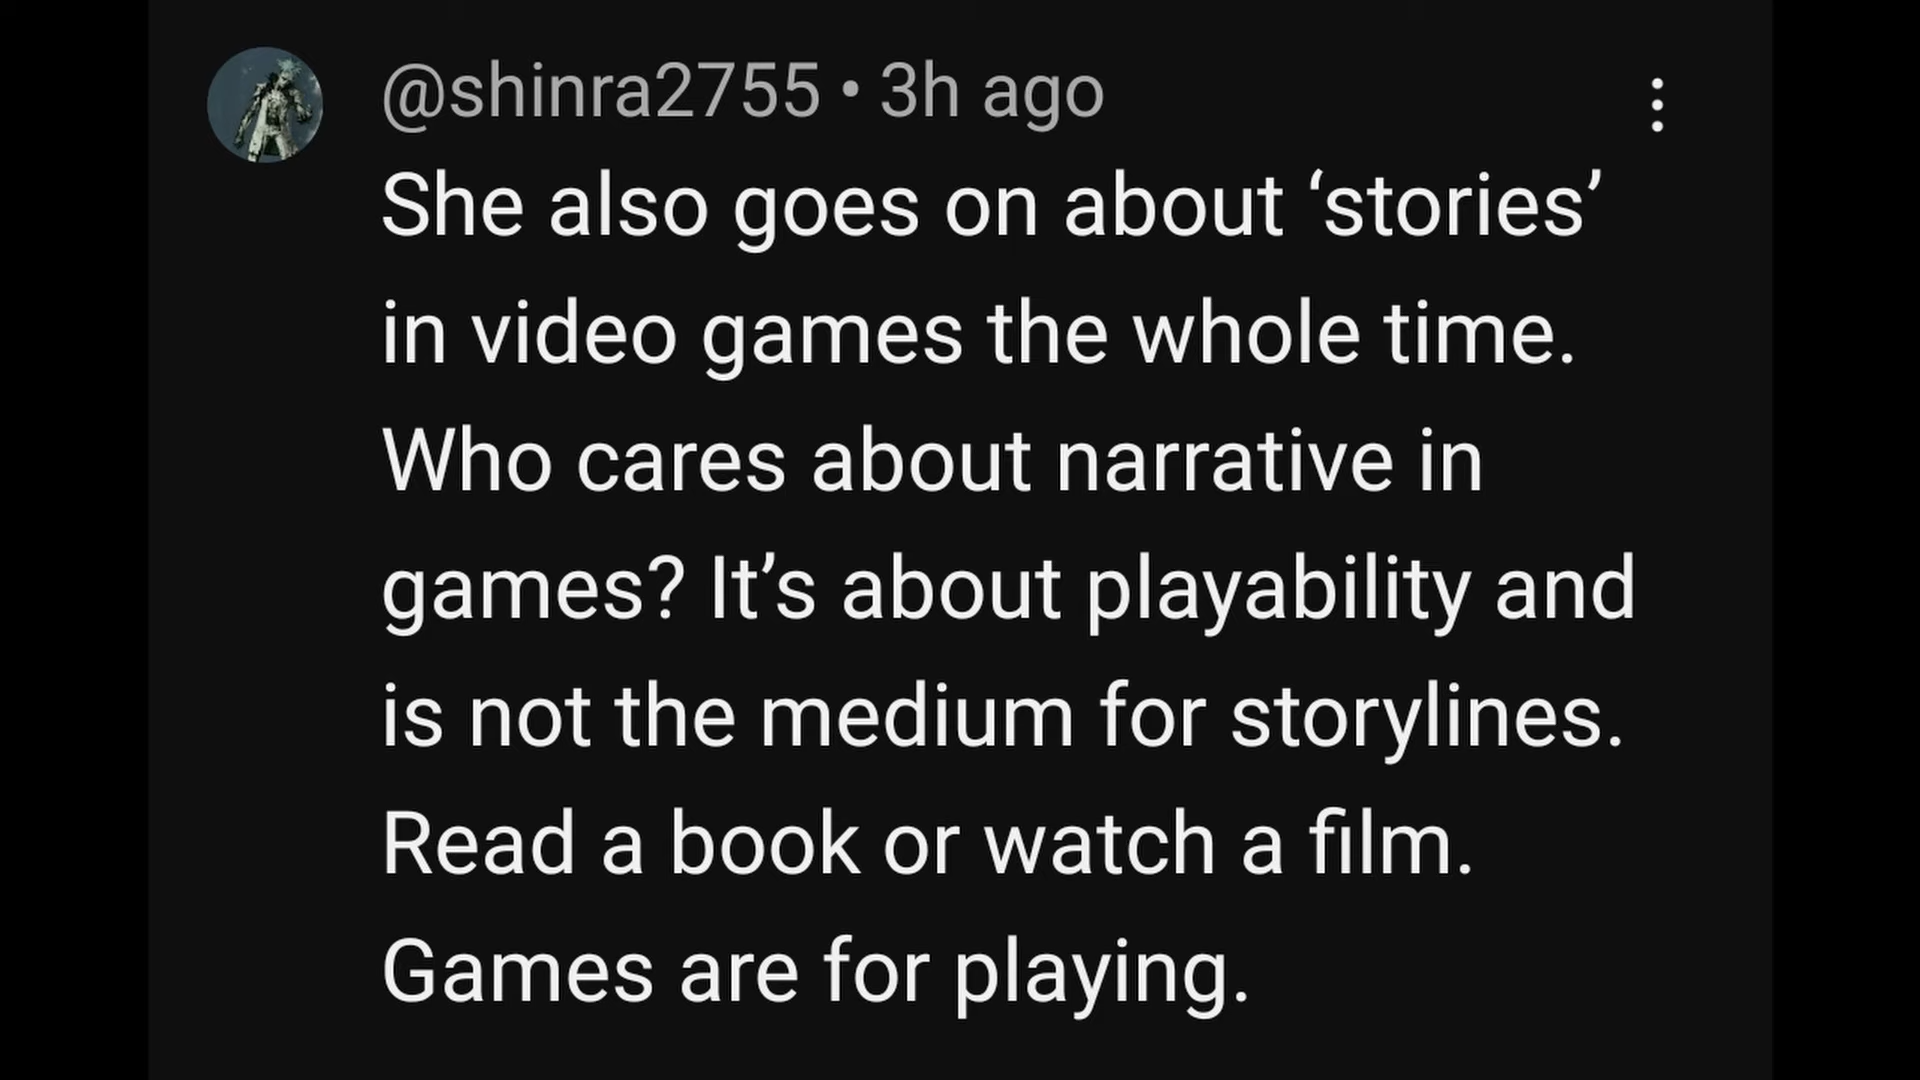 @shinra2755 • 3h ago
She also goes on about ‘stories’
in video games the whole time.
Who cares about narrative in
games? It’s about playability and
is not the medium for storylines.
Read a book or watch a film.
Games are for playing.